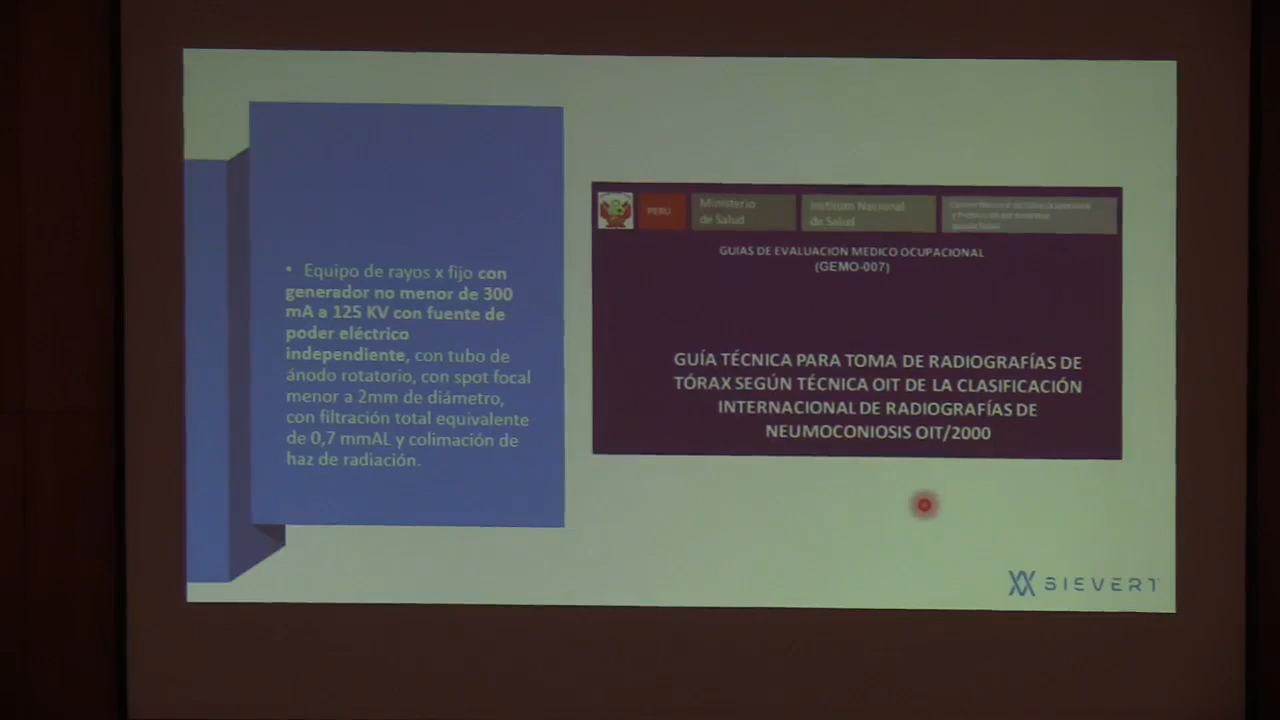 • Equipo de rayos x fijo con
generador no menor de 300
mA a 125 KV con fuente de
poder eléctrico
independiente, con tubo de
ánodo rotatorio, con spot focal
menor a 2mm de diámetro,
con filtración total equivalente
de 0,7 mmAL y colimación de
haz de radiación.
PERÚ
Ministerio
de Salud
Instituto Nacional
de Salud
GUIAS DE EVALUACION MEDICO OCUPACIONAL
(GEMO-007)
GUÍA TÉCNICA PARA TOMA DE RADIOGRAFÍAS DE
TÓRAX SEGÚN TÉCNICA OIT DE LA CLASIFICACIÓN
INTERNACIONAL DE RADIOGRAFÍAS DE
NEUMOCONIOSIS OIT/2000
SIEVERT